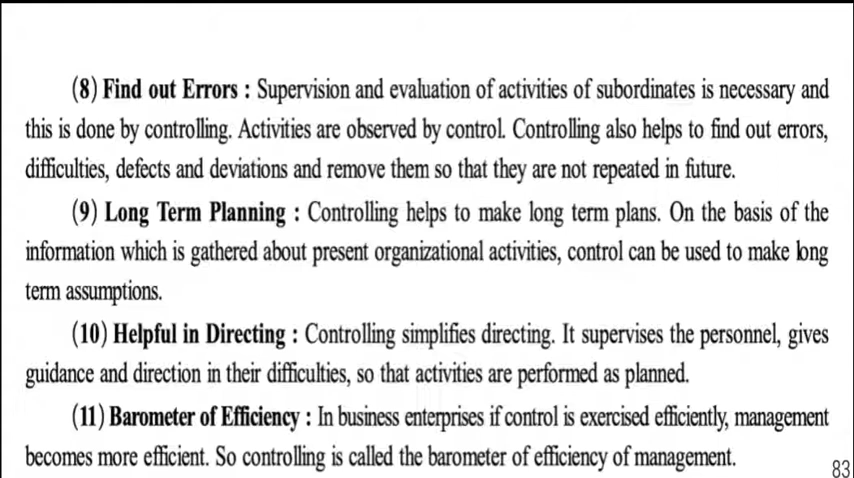 (8) Find out Errors : Supervision and evaluation of activities of subordinates is necessary and
this is done by controlling. Activities are observed by control. Controlling also helps to find out errors,
difficulties, defects and deviations and remove them so that they are not repeated in future.
(9) Long Term Planning : Controlling helps to make long term plans. On the basis of the
information which is gathered about present organizational activities, control can be used to make long
term assumptions.
(10) Helpful in Directing : Controlling simplifies directing. It supervises the personnel, gives
guidance and direction in their difficulties, so that activities are performed as planned.
(11) Barometer of Efficiency : In business enterprises if control is exercised efficiently, management
becomes more efficient. So controlling is called the barometer of efficiency of management.
83